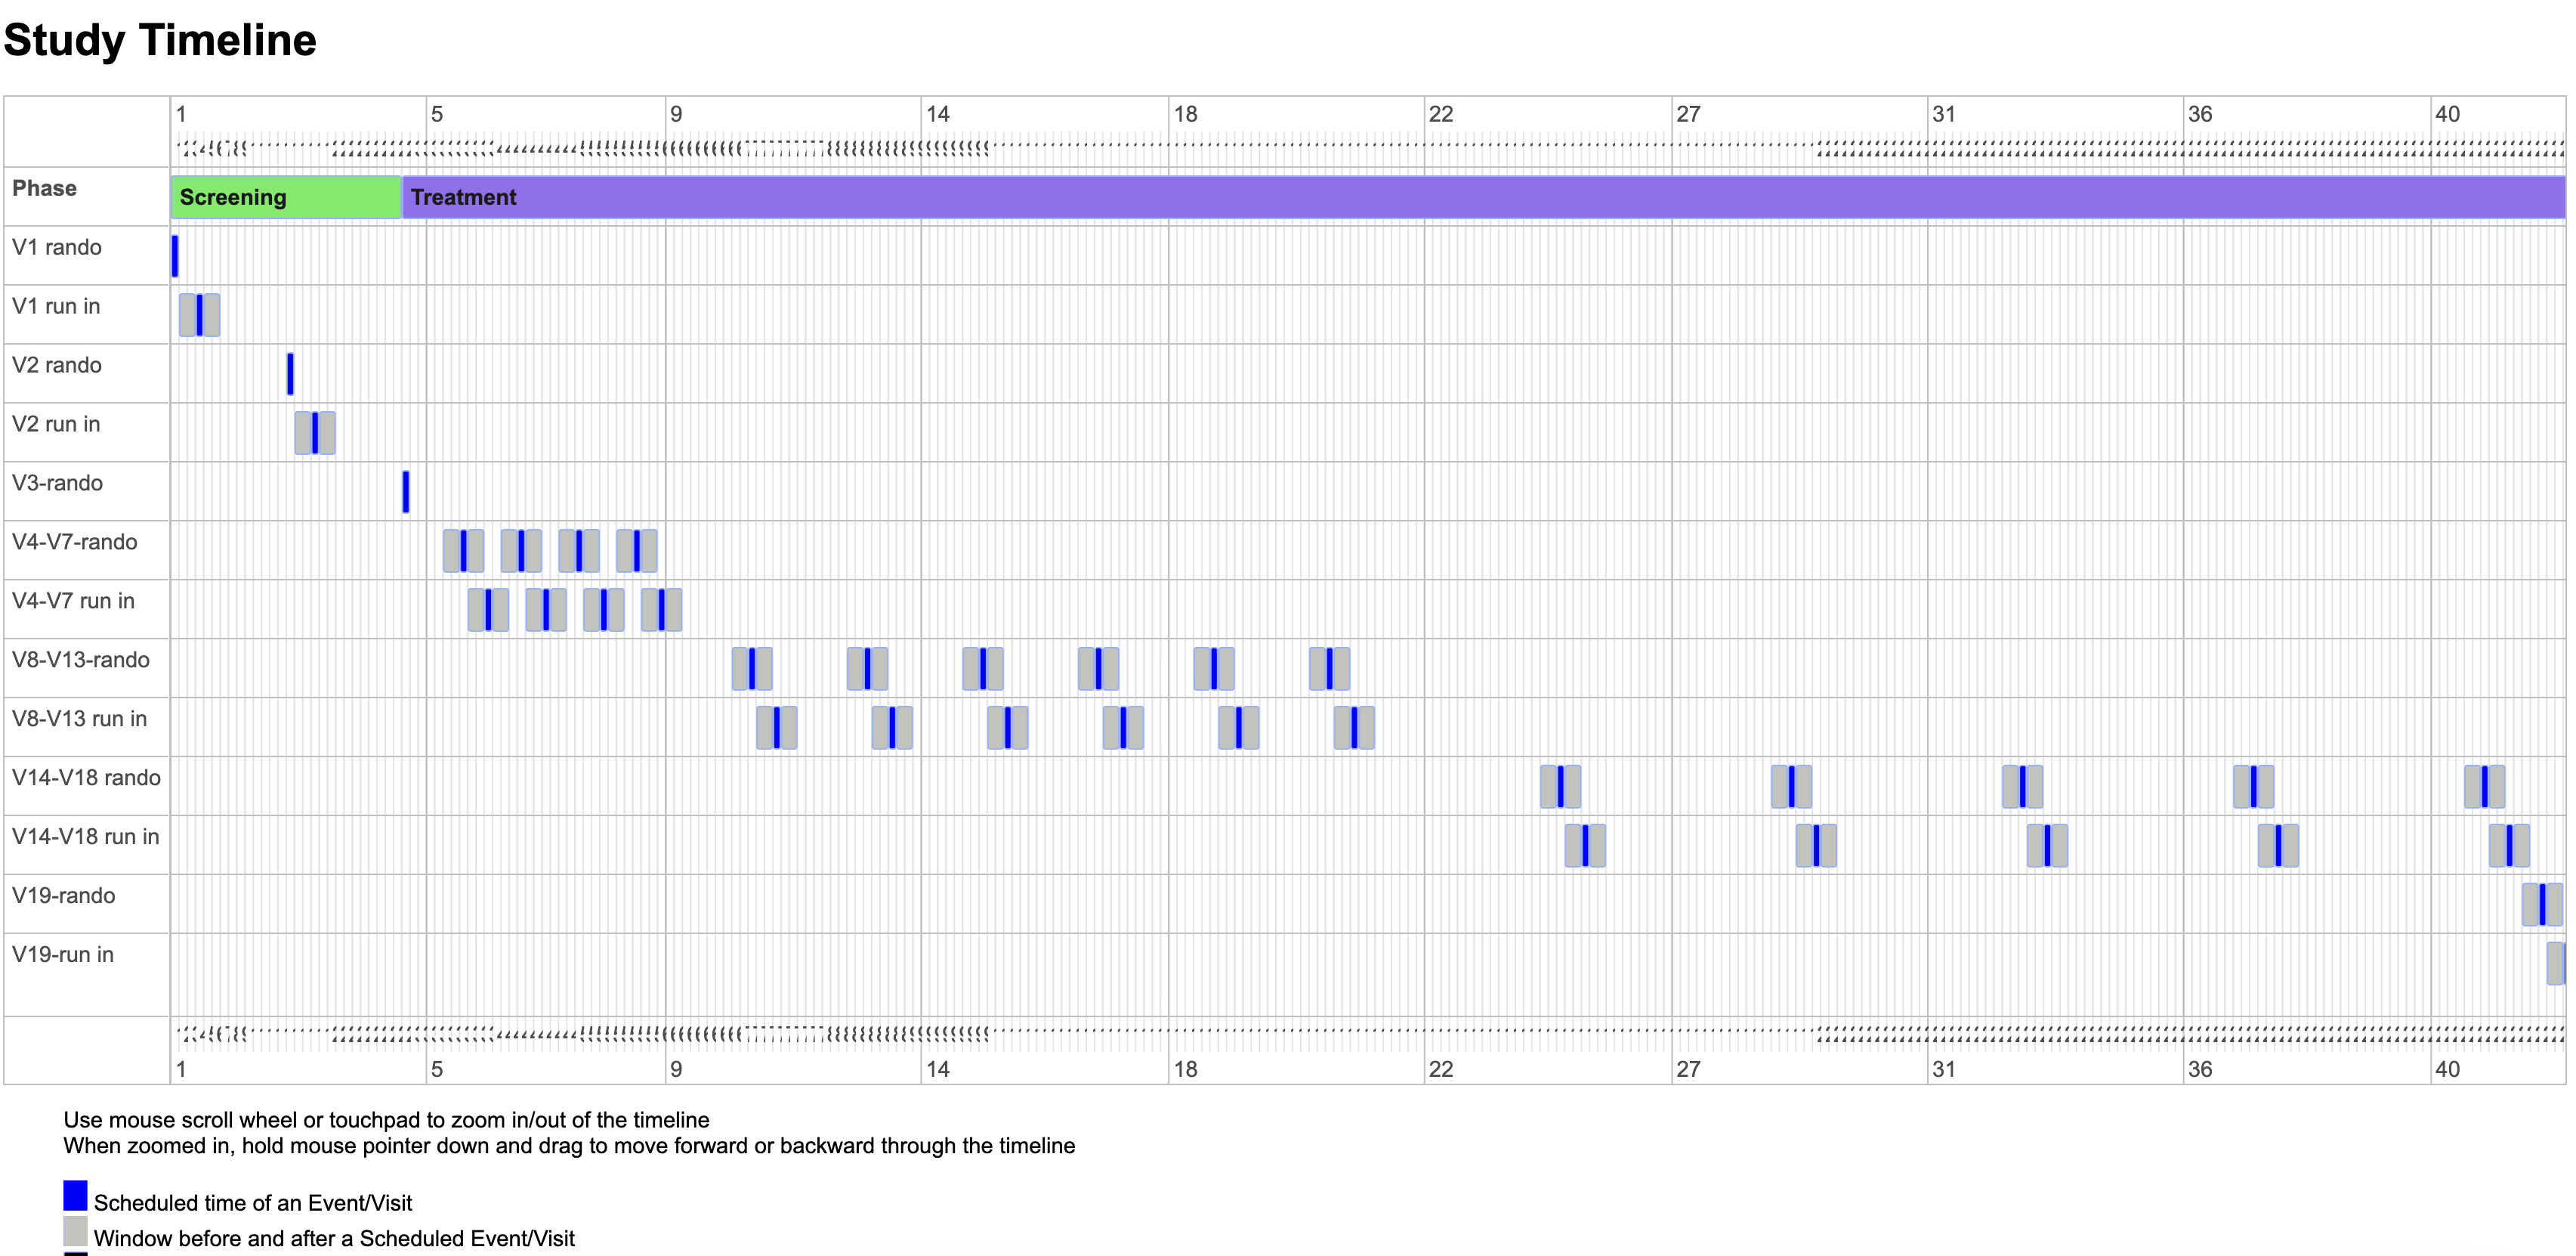 Study Timeline
1 5 9 14 18 22 27 31 36 40
Phase Screening Treatment
V1 rando
V1 run in
V2 rando
V2 run in
V3-rando
V4-V7-rando
V4-V7 run in
V8-V13-rando
V8-V13 run in
V14-V18 rando
V14-V18 run in
V19-rando
V19-run in
1 5 9 14 18 22 27 31 36 40
Use mouse scroll wheel or touchpad to zoom in/out of the timeline
When zoomed in, hold mouse pointer down and drag to move forward or backward through the timeline
Scheduled time of an Event/Visit
Window before and after a Scheduled Event/Visit